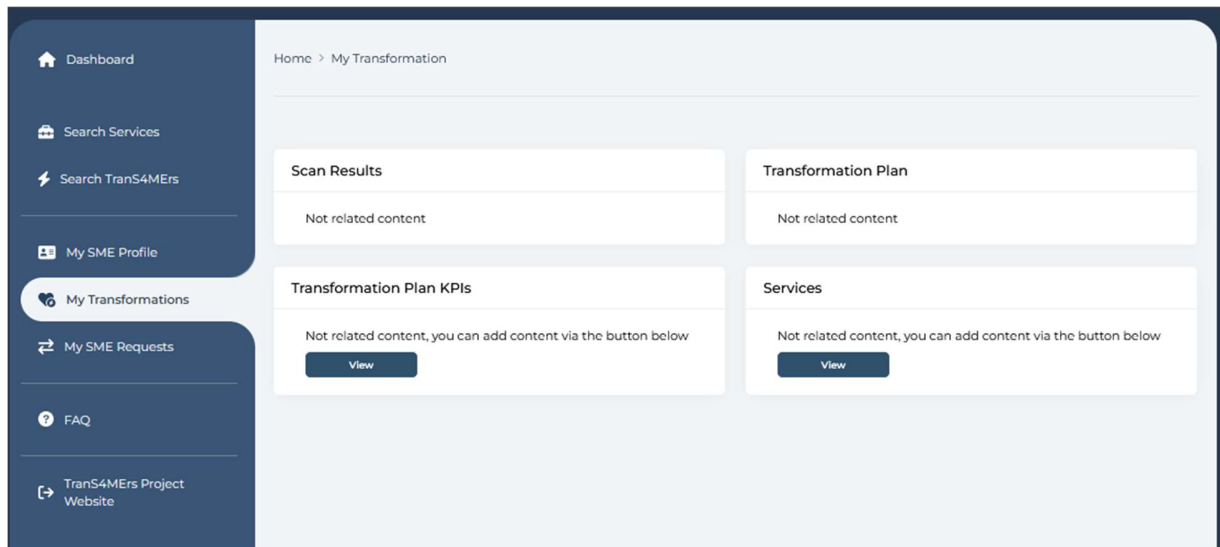 Dashboard
Search Services
Search TranS4MErs
My SME Profile
My Transformations
My SME Requests
FAQ
TranS4MErs Project
Website
Home > My Transformation
Scan Results
Not related content
Transformation Plan
Not related content
Transformation Plan KPIs
Not related content, you can add content via the button below
View
Services
Not related content, you can add content via the button below
View